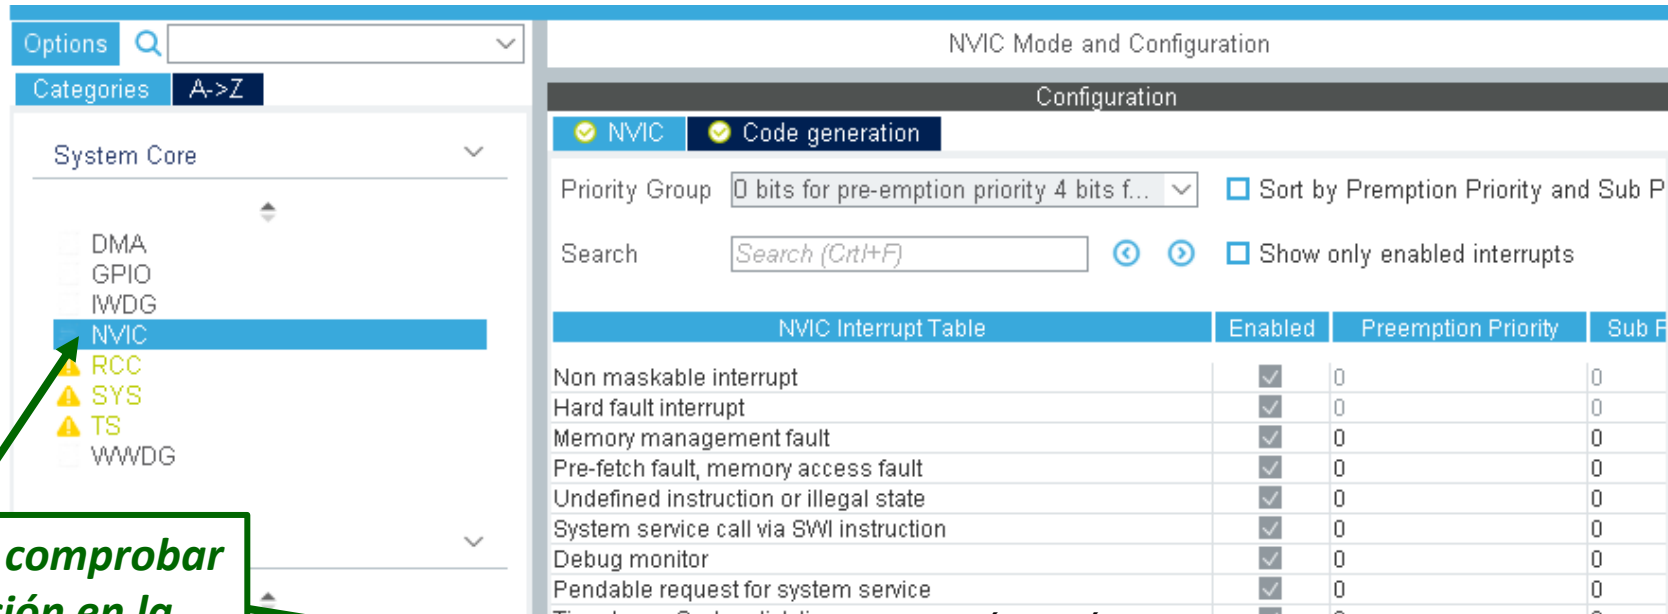 Options
Categories A->Z
System Core
DMA
GPIO
IWDG
NVIC
RCC
SYS
TS
WWDG
comprobar
en la
NVIC Mode and Configuration
Configuration
NVIC Code generation
Priority Group 0 bits for pre-emption priority 4 bits f... Sort by Premption Priority and Sub P
Search Search (Crtl+F) Show only enabled interrupts
NVIC Interrupt Table Enabled Preemption Priority Sub
Non maskable interrupt 0 0
Hard fault interrupt 0 0
Memory management fault 0 0
Pre-fetch fault, memory access fault 0 0
Undefined instruction or illegal state 0 0
System service call via SWI instruction 0 0
Debug monitor 0 0
Pendable request for system service 0 0